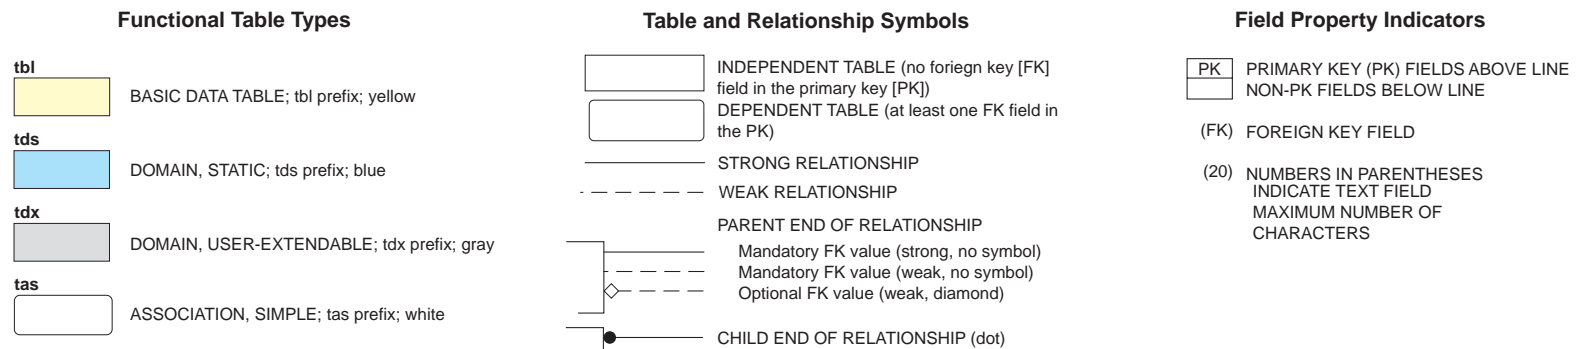 Functional Table Types
tbl
BASIC DATA TABLE; tbl prefix; yellow
tds
DOMAIN, STATIC; tds prefix; blue
tdx
DOMAIN, USER-EXTENDABLE; tdx prefix; gray
tas
ASSOCIATION, SIMPLE; tas prefix; white
Table and Relationship Symbols
INDEPENDENT TABLE (no foriegn key [FK]
field in the primary key [PK])
DEPENDENT TABLE (at least one FK field in
the PK)
STRONG RELATIONSHIP
WEAK RELATIONSHIP
PARENT END OF RELATIONSHIP
Mandatory FK value (strong, no symbol)
Mandatory FK value (weak, no symbol)
Optional FK value (weak, diamond)
CHILD END OF RELATIONSHIP (dot)
Field Property Indicators
PK PRIMARY KEY (PK) FIELDS ABOVE LINE
NON-PK FIELDS BELOW LINE
(FK) FOREIGN KEY FIELD
(20) NUMBERS IN PARENTHESES
INDICATE TEXT FIELD
MAXIMUM NUMBER OF
CHARACTERS